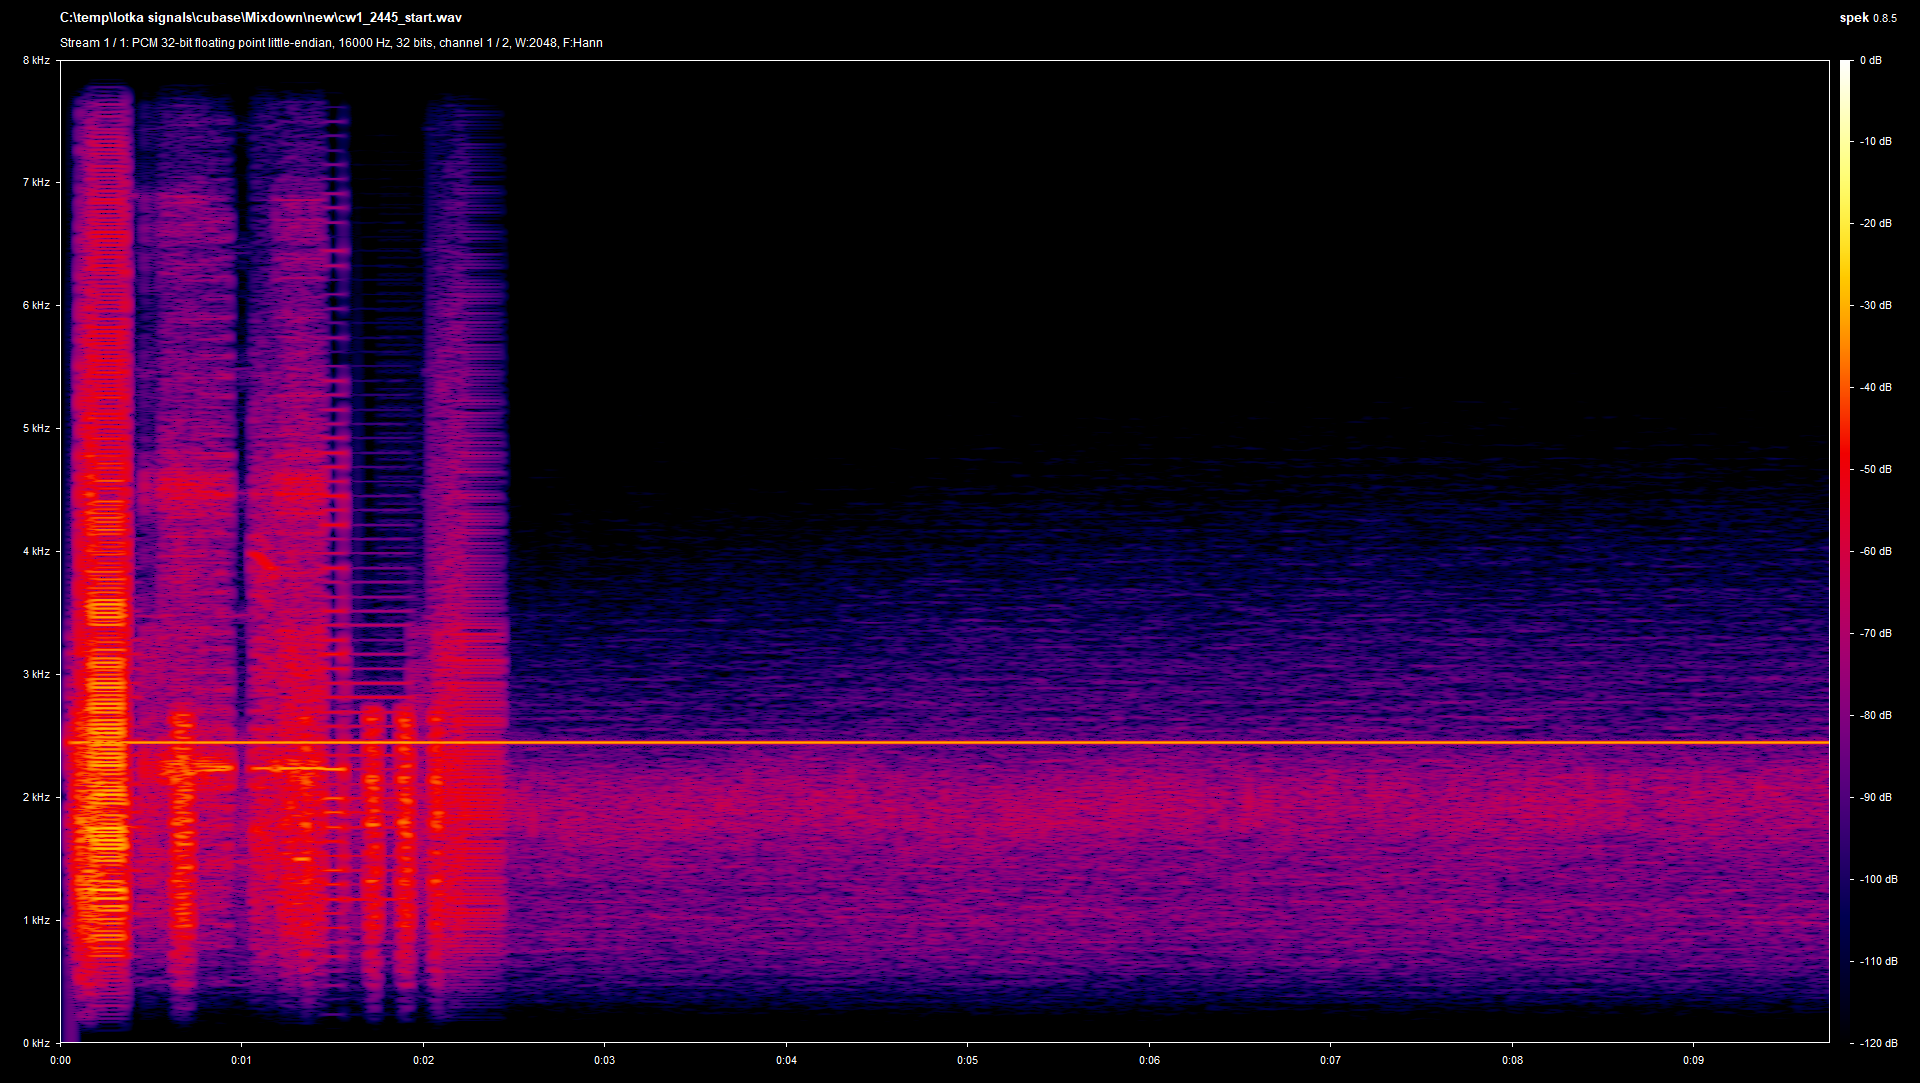 C:\temp\lotka signals\cubase\Mixdown\new\cw1_2445_start.wav
spek 0.8.5
Stream 1 / 1: PCM 32-bit floating point little-endian, 16000 Hz, 32 bits, channel 1 / 2, W:2048, F:Hann
8 kHz
7 kHz
6 kHz
5 kHz
4 kHz
3 kHz
2 kHz
1 kHz
0 kHz
0:00
0:01
0:02
0:03
0:04
0:05
0:06
0:07
0:08
0:09
0 dB
-10 dB
-20 dB
-30 dB
-40 dB
-50 dB
-60 dB
-70 dB
-80 dB
-90 dB
-100 dB
-110 dB
-120 dB